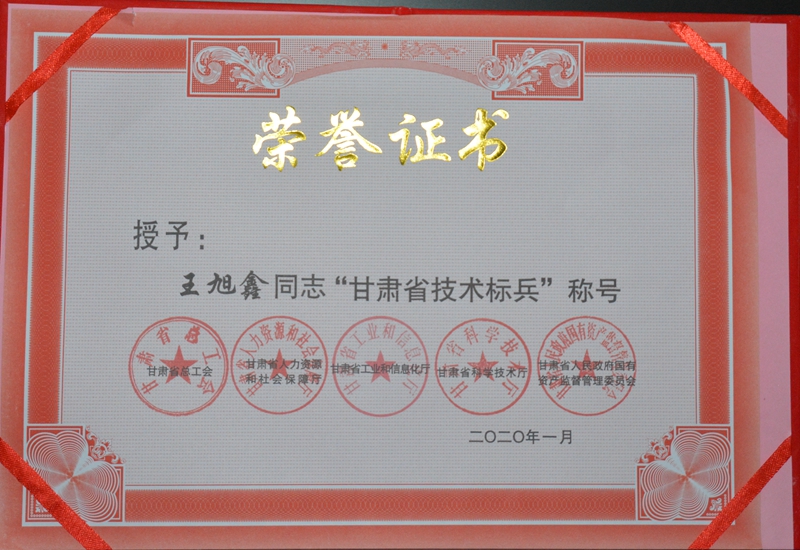 荣誉证书
授予：
王旭鑫同志“甘肃省技术标兵”称号
甘肃省总工会
甘肃省人力资源
和社会保障厅
甘肃省工业和信息化厅
甘肃省科学技术厅
甘肃省人民政府国有
资产监督管理委员会
二〇二〇年一月